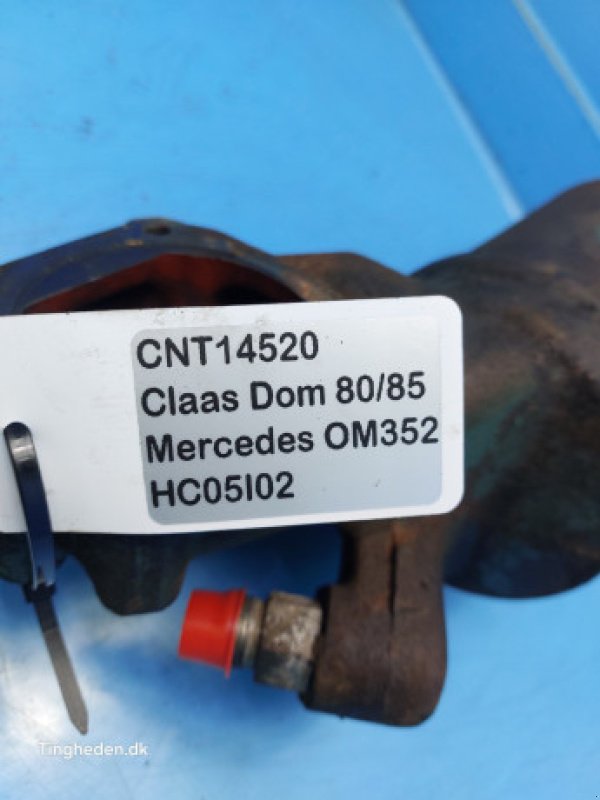 CNT14520
Claas Dom 80/85
Mercedes OM352
HC05I02
Tingheden.dk